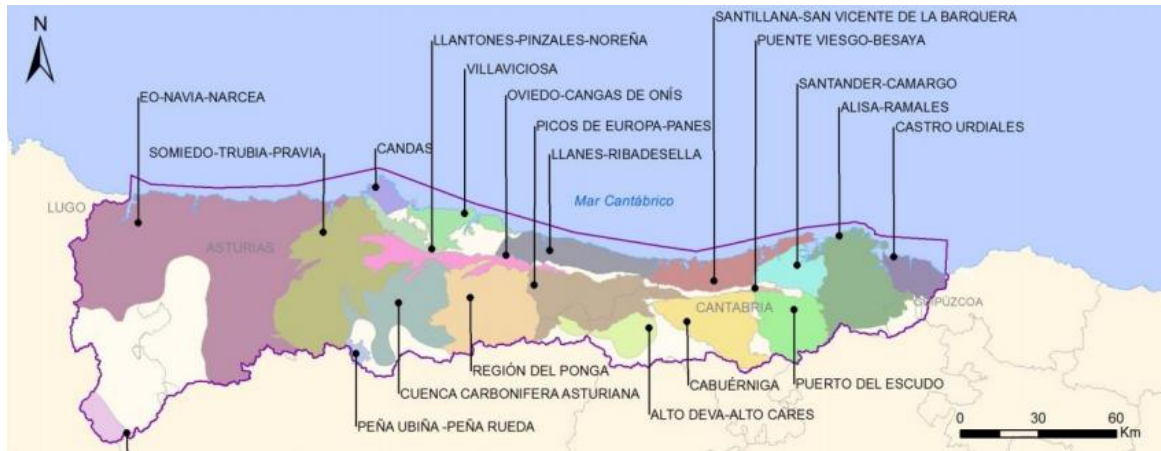 N
SANTILLANA-SAN VICENTE DE LA BARQUERA
LLANTONES-PINZALES-NOREÑA
PUENTE VIESGO-BESAYA
VILLAVICIOSA
SANTANDER-CAMARGO
EO-NAVIA-NARCEA
OVIEDO-CANGAS DE ONÍS
ALISA-RAMALES
PICOS DE EUROPA-PANES
CASTRO URDIALES
SOMIEDO-TRUBIA-PRAVIA
CANDAS
LLANES-RIBADESELLA
Mar Cantábrico
LUGO
ASTURIAS
CANTABRIA
GUIPÚZCOA
REGIÓN DEL PONGA
CABUÉRNIGA
PUERTO DEL ESCUDO
CUENCA CARBONIFERA ASTURIANA
ALTO DEVA-ALTO CARES
PEÑA UBIÑA -PEÑA RUEDA
0 30 60
Km